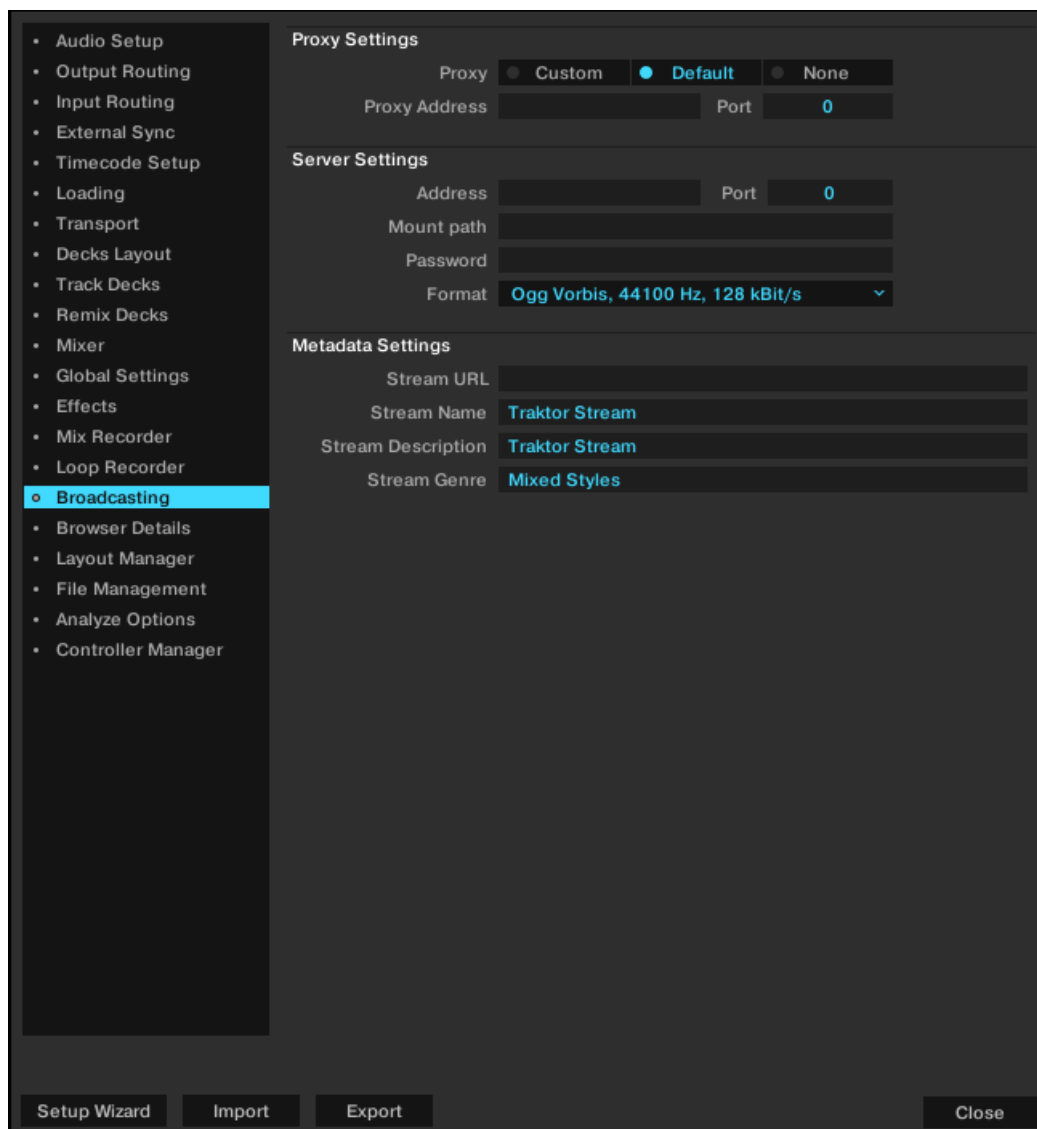 Audio Setup
Output Routing
Input Routing
External Sync
Timecode Setup
Loading
Transport
Decks Layout
Track Decks
Remix Decks
Mixer
Global Settings
Effects
Mix Recorder
Loop Recorder
Broadcasting
Browser Details
Layout Manager
File Management
Analyze Options
Controller Manager
Proxy Settings
Proxy Custom Default None
Proxy Address Port 0
Server Settings
Address Port 0
Mount path
Password
Format Ogg Vorbis, 44100 Hz, 128 kBit/s
Metadata Settings
Stream URL
Stream Name Traktor Stream
Stream Description Traktor Stream
Stream Genre Mixed Styles
Setup Wizard Import Export Close